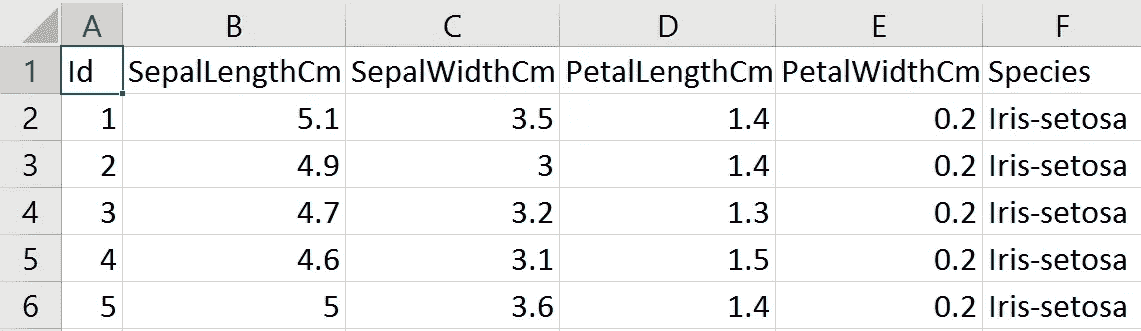 A B C D E F
1 Id SepalLengthCm SepalWidthCm PetalLengthCm PetalWidthCm Species
2 1 5.1 3.5 1.4 0.2 Iris-setosa
3 2 4.9 3 1.4 0.2 Iris-setosa
4 3 4.7 3.2 1.3 0.2 Iris-setosa
5 4 4.6 3.1 1.5 0.2 Iris-setosa
6 5 5 3.6 1.4 0.2 Iris-setosa